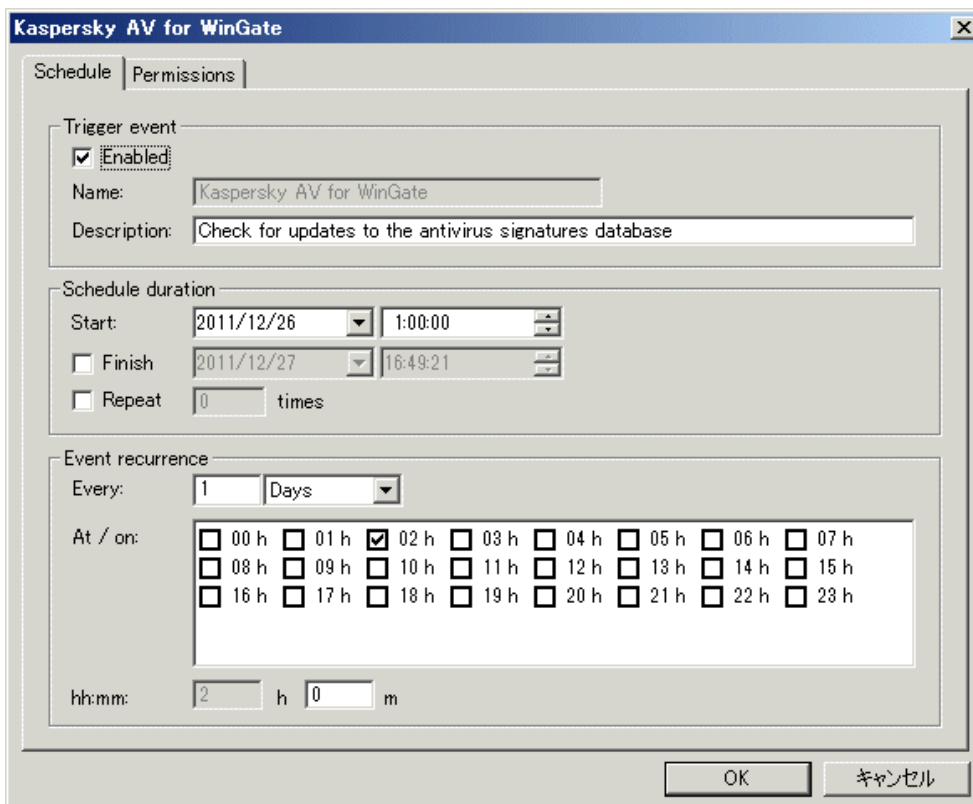 Kaspersky AV for WinGate
Schedule Permissions
Trigger event
Enabled
Name: Kaspersky AV for WinGate
Description: Check for updates to the antivirus signatures database
Schedule duration
Start: 2011/12/26 1:00:00
Finish 2011/12/27 16:49:21
Repeat 0 times
Event recurrence
Every: 1 Days
At / on: 00 h 01 h 02 h 03 h 04 h 05 h 06 h 07 h
08 h 09 h 10 h 11 h 12 h 13 h 14 h 15 h
16 h 17 h 18 h 19 h 20 h 21 h 22 h 23 h
hh:mm: 2 h 0 m
OK キャンセル